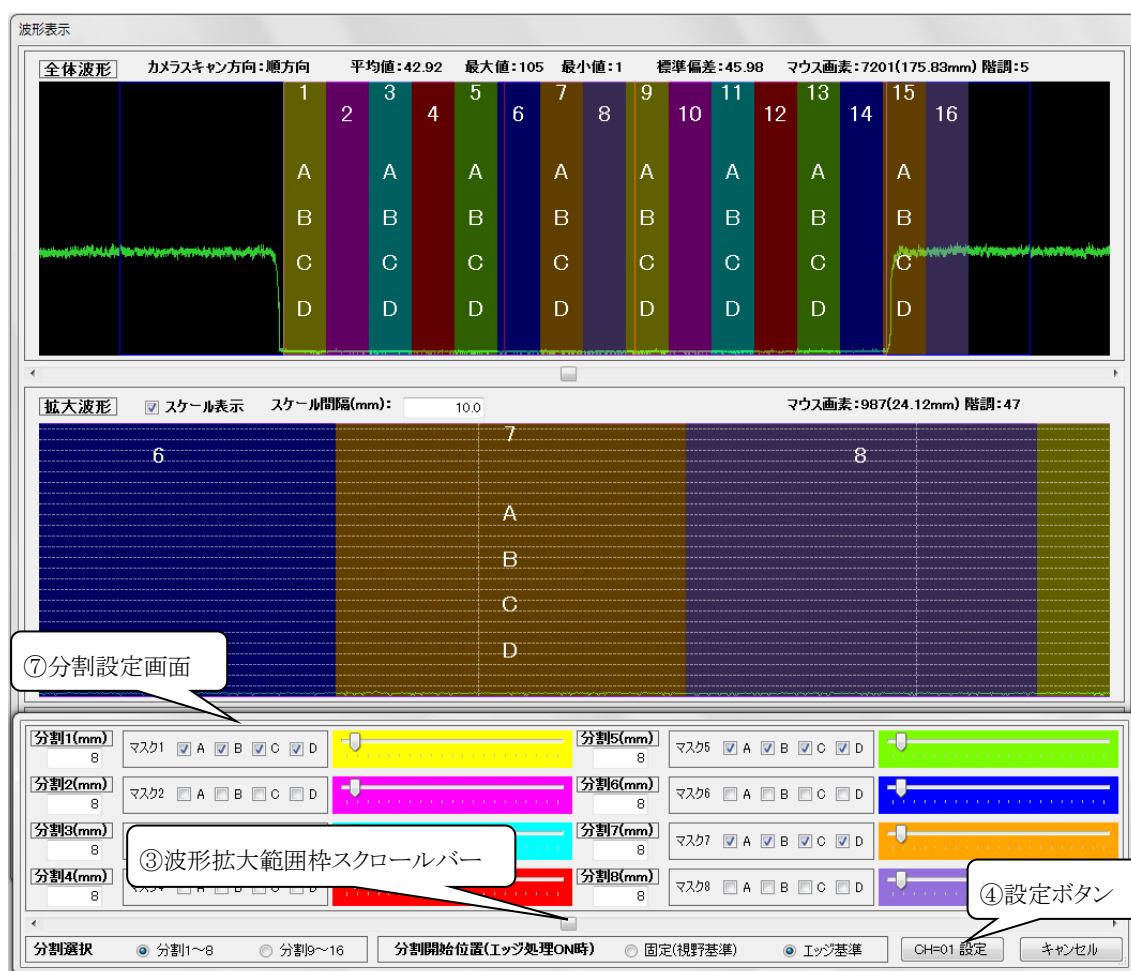 波形表示
全体波形 カメラスキャン方向：順方向 平均値：42.92 最大値：105 最小値：1 標準偏差：45.98 マウス画素：7201(175.83mm) 階調：5
1 3 5 7 9 11 13 15
2 4 6 8 10 12 14 16
A A A A A A A A
B B B B B B B B
C C C C C C C C
D D D D D D D D
拡大波形 スケール表示 スケール間隔(mm)： 10.0 マウス画素：987(24.12mm) 階調：47
7
6 8
A
B
C
D
⑦分割設定画面
分割1(mm) 8 マスク1 A B C D 分割5(mm) 8 マスク5 A B C D
分割2(mm) 8 マスク2 A B C D 分割6(mm) 8 マスク6 A B C D
分割3(mm) 8 分割7(mm) 8 マスク7 A B C D
③波形拡大範囲枠スクロールバー
分割4(mm) 8 A B C D 分割8(mm) 8 マスク8 A B C D
④設定ボタン
分割選択 分割1～8 分割9～16 分割開始位置(エッジ処理ON時) 固定(視野基準) エッジ基準 CH=01 設定 キャンセル